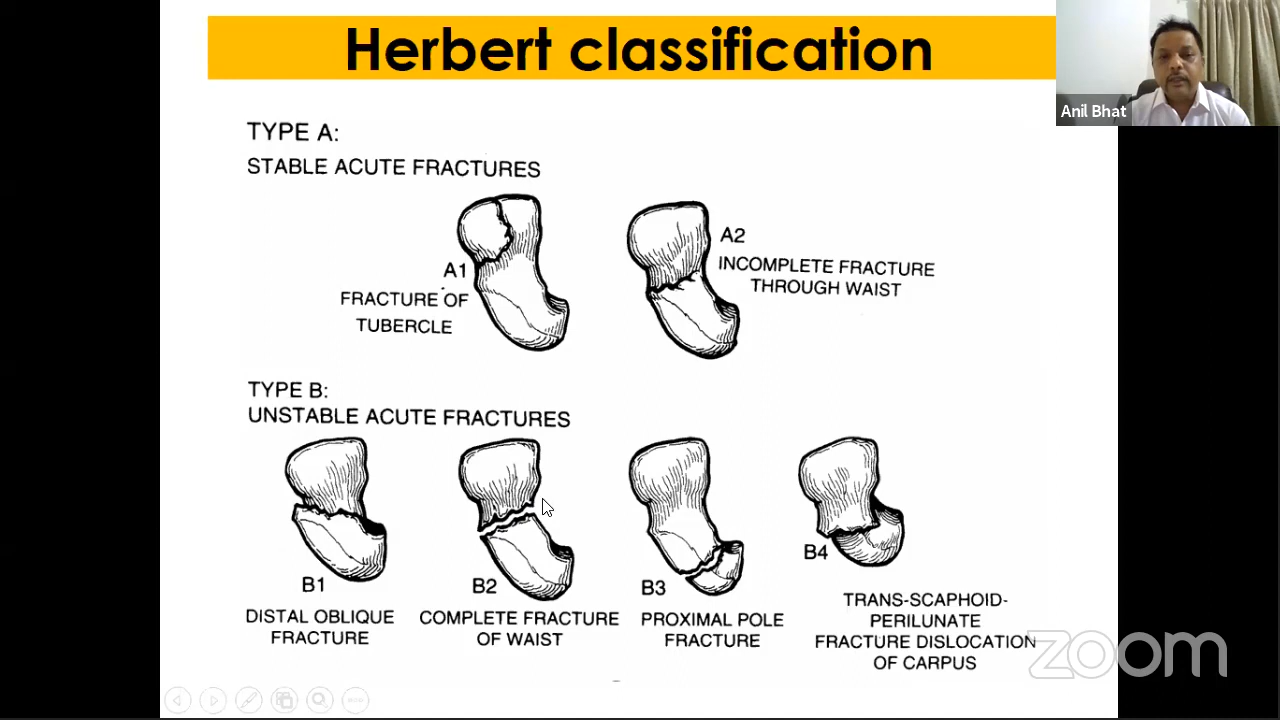 Herbert classification
Anil Bhat
TYPE A:
STABLE ACUTE FRACTURES
A1
FRACTURE OF
TUBERCLE
A2
INCOMPLETE FRACTURE
THROUGH WAIST
TYPE B:
UNSTABLE ACUTE FRACTURES
B1
DISTAL OBLIQUE
FRACTURE
B2
COMPLETE FRACTURE
OF WAIST
B3
PROXIMAL POLE
FRACTURE
B4
TRANS-SCAPHOID-
PERILUNATE
FRACTURE DISLOCATION
OF CARPUS
zoom